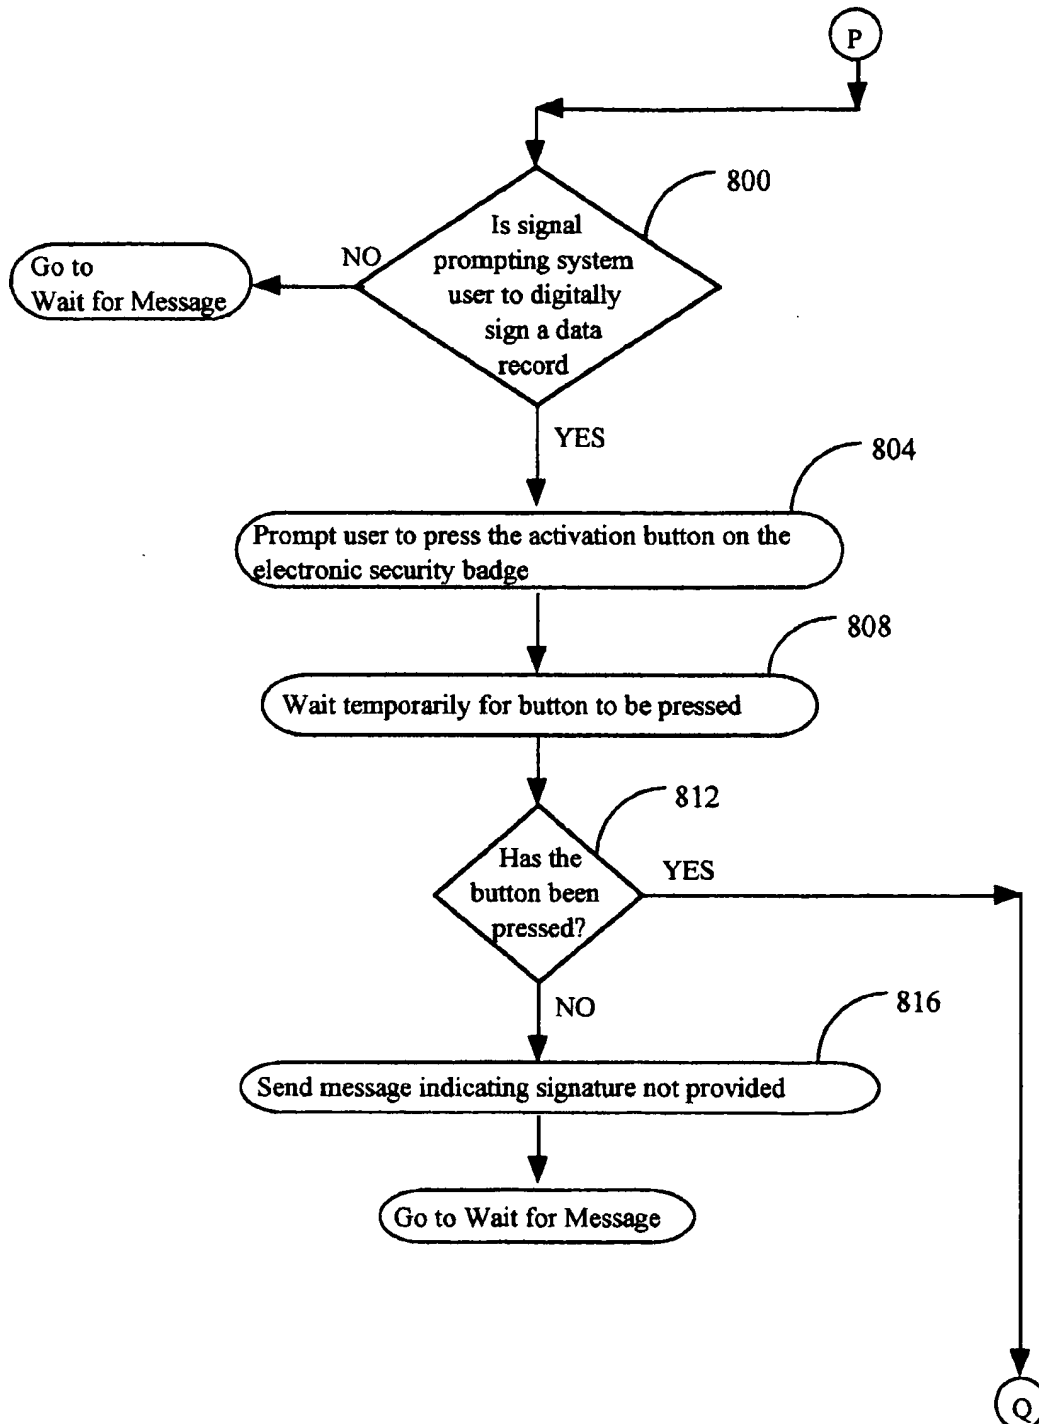 P
800
Is signal
prompting system
user to digitally
sign a data
record
NO
Go to
Wait for Message
YES
804
Prompt user to press the activation button on the
electronic security badge
808
Wait temporarily for button to be pressed
812
Has the
button been
pressed?
YES
NO
816
Send message indicating signature not provided
Go to Wait for Message
Q